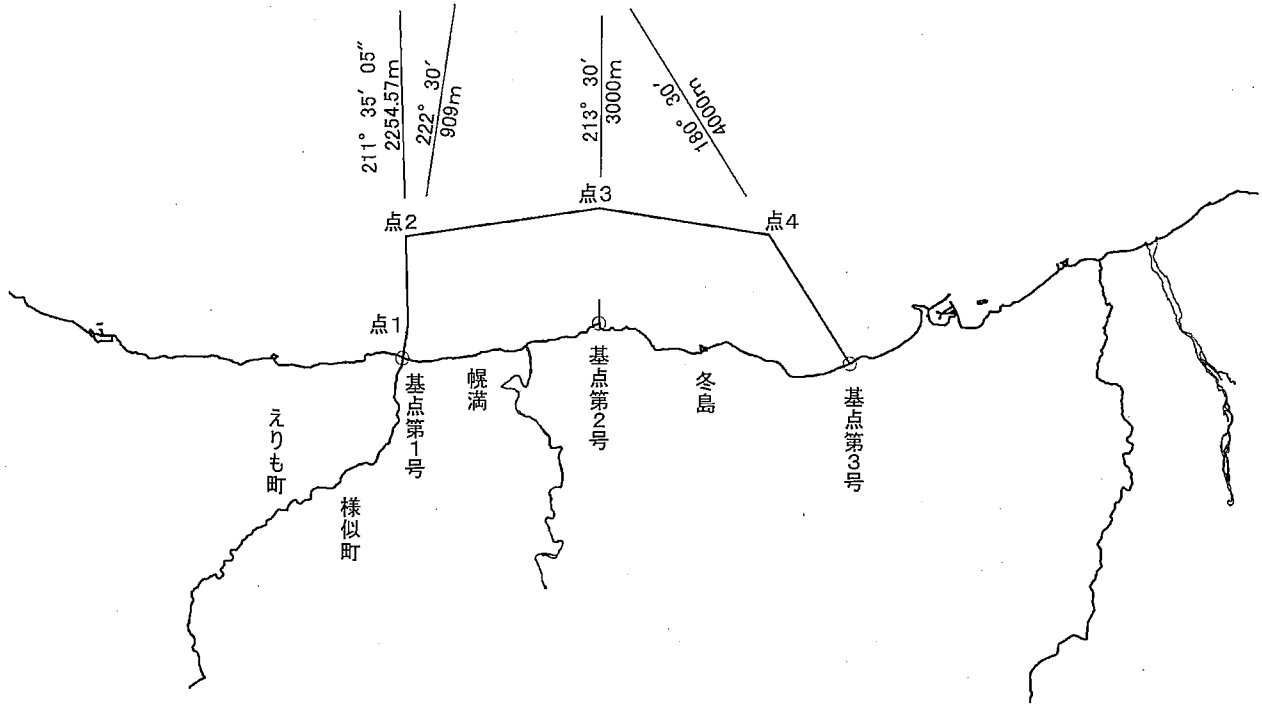 211° 35′ 05″
2254.57m
222° 30′
909m
213° 30′
3000m
180° 30′
4000m
点2
点3
点4
点1
基点第1号
幌満
基点第2号
冬島
基点第3号
えりも町
様似町